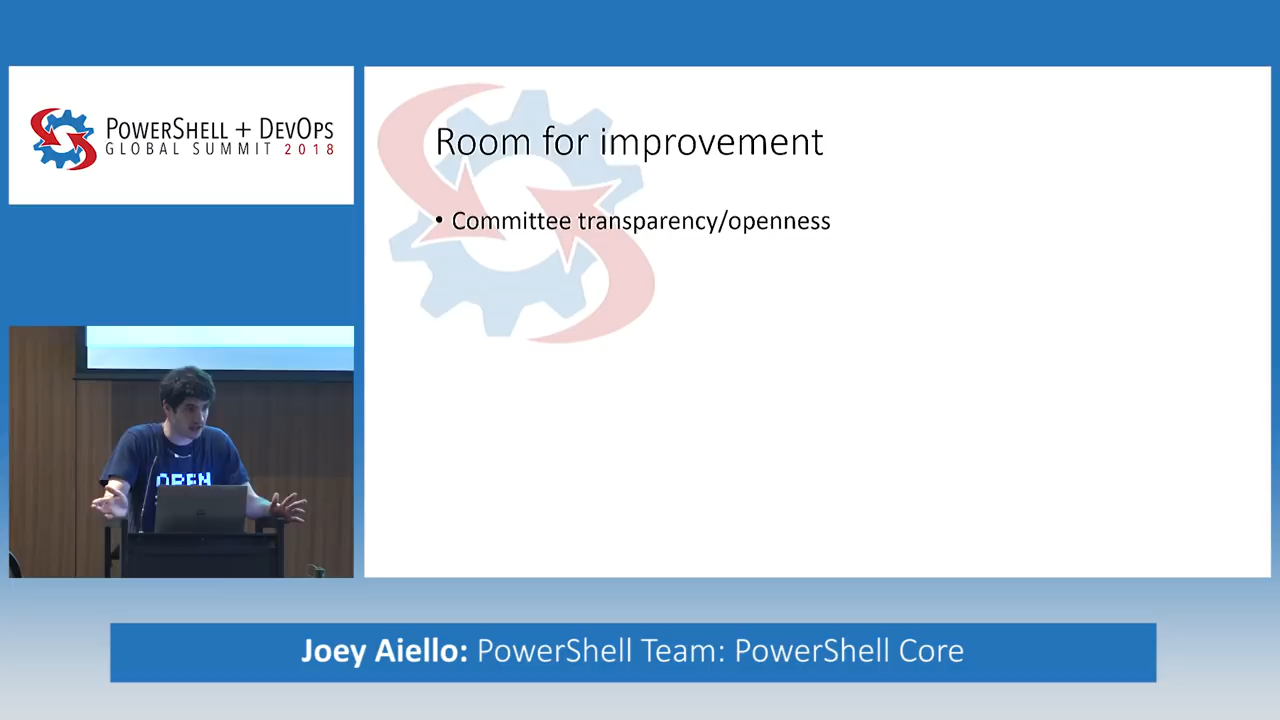 POWERSHELL + DEVOPS
GLOBAL SUMMIT 2018
Room for improvement
• Committee transparency/openness
OPEN
Joey Aiello: PowerShell Team: PowerShell Core